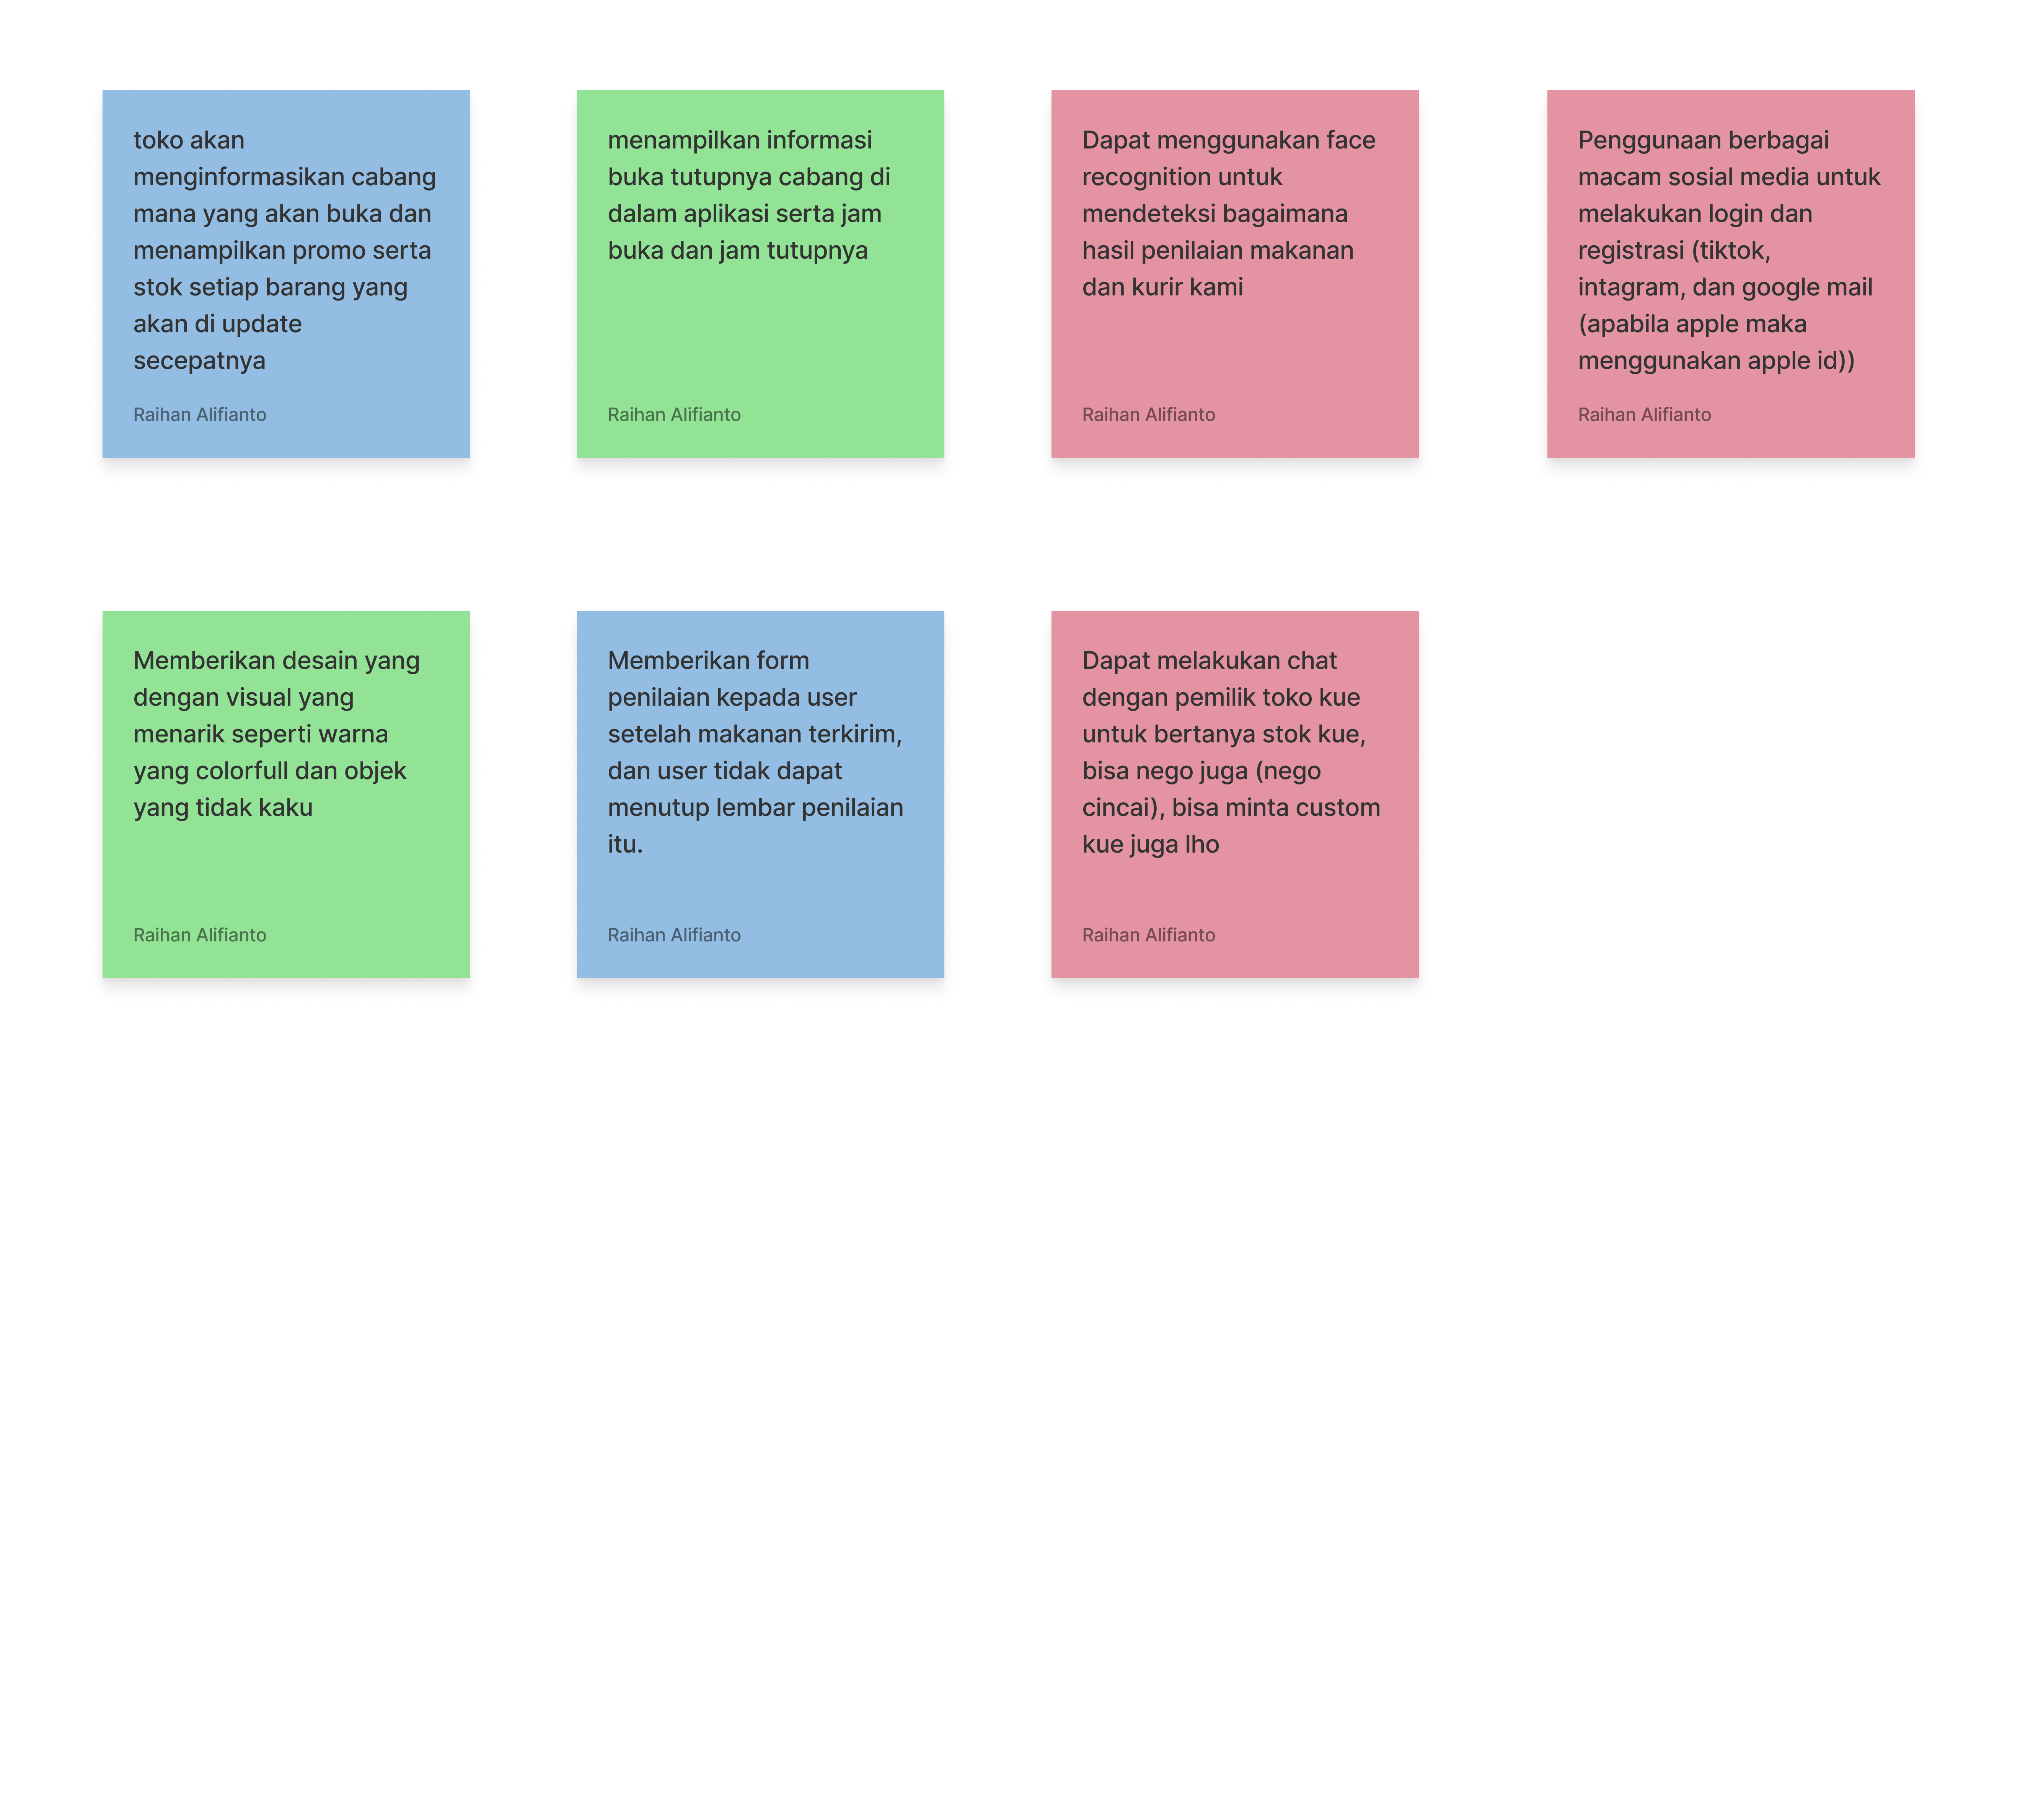 toko akan
menginformasikan cabang
mana yang akan buka dan
menampilkan promo serta
stok setiap barang yang
akan di update
secepatnya
Raihan Alifianto
menampilkan informasi
buka tutupnya cabang di
dalam aplikasi serta jam
buka dan jam tutupnya
Raihan Alifianto
Dapat menggunakan face
recognition untuk
mendeteksi bagaimana
hasil penilaian makanan
dan kurir kami
Raihan Alifianto
Penggunaan berbagai
macam sosial media untuk
melakukan login dan
registrasi (tiktok,
intagram, dan google mail
(apabila apple maka
menggunakan apple id))
Raihan Alifianto
Memberikan desain yang
dengan visual yang
menarik seperti warna
yang colorfull dan objek
yang tidak kaku
Raihan Alifianto
Memberikan form
penilaian kepada user
setelah makanan terkirim,
dan user tidak dapat
menutup lembar penilaian
itu.
Raihan Alifianto
Dapat melakukan chat
dengan pemilik toko kue
untuk bertanya stok kue,
bisa nego juga (nego
cincai), bisa minta custom
kue juga lho
Raihan Alifianto